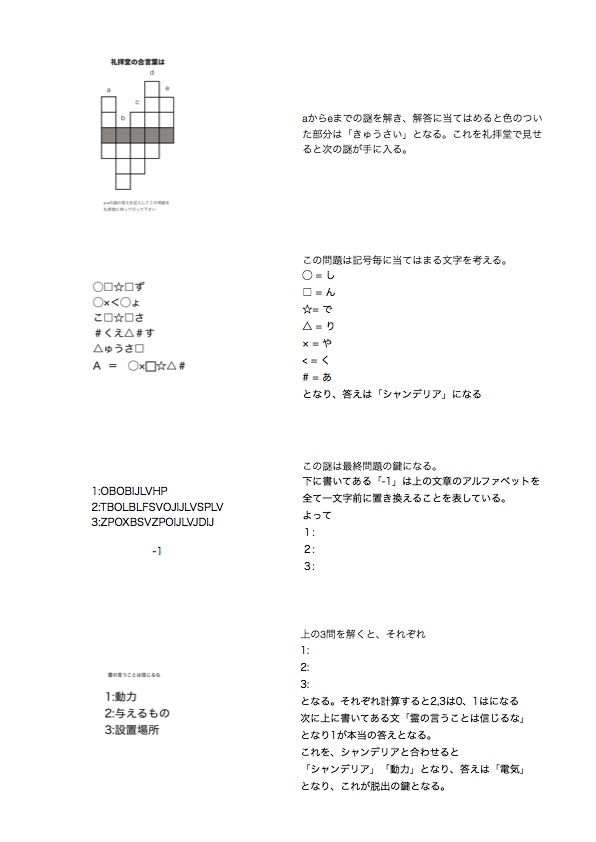 礼拝堂の合言葉は
d
a
e
c
b
a-eの謎の答えを記入してこの用紙を
礼拝堂に持って行って下さい
aからeまでの謎を解き、解答に当てはめると色のつい
た部分は「きゅうさい」となる。これを礼拝堂で見せ
ると次の謎が手に入る。
○□☆□ず
○×<○ょ
こ□☆□さ
#くえ△#す
△ゅうさ□
A = ○×□☆△#
この問題は記号毎に当てはまる文字を考える。
○ = し
□ = ん
☆= で
△ = り
× = や
< = く
# = あ
となり、答えは「シャンデリア」になる
1:OBOBIJLVHP
2:TBOLBLFSVOJIJLVSPLV
3:ZPOXBSVZPOIJLVJDIJ
-1
この謎は最終問題の鍵になる。
下に書いてある「-1」は上の文章のアルファベットを
全て一文字前に置き換えることを表している。
よって
1:
2:
3:
霊の言うことは信じるな
1:動力
2:与えるもの
3:設置場所
上の3問を解くと、それぞれ
1:
2:
3:
となる。それぞれ計算すると2,3は0、1はになる
次に上に書いてある文「霊の言うことは信じるな」
となり1が本当の答えとなる。
これを、シャンデリアと合わせると
「シャンデリア」「動力」となり、答えは「電気」
となり、これが脱出の鍵となる。